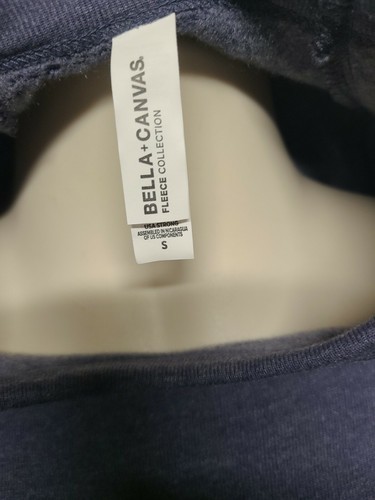 BELLA+CANVAS.
FLEECE COLLECTION
USA STRONG
ASSEMBLED IN NICARAGUA
OF US COMPONENTS
S